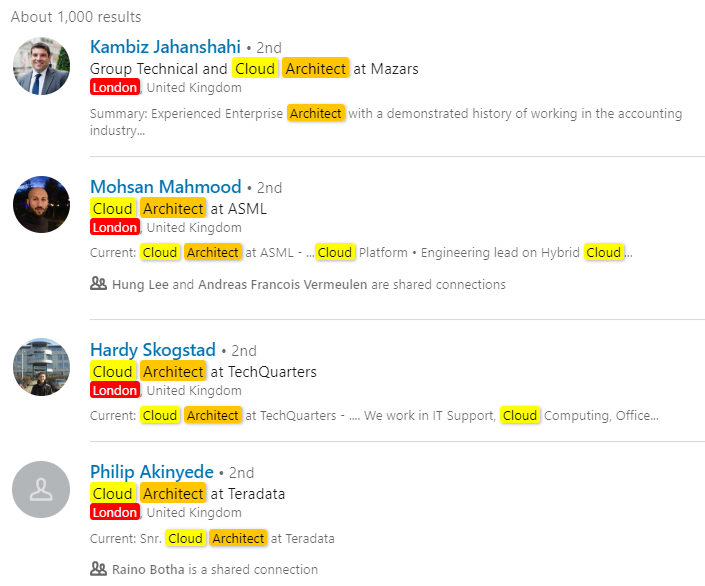 About 1,000 results
Kambiz Jahanshahi • 2nd
Group Technical and Cloud Architect at Mazars
London, United Kingdom
Summary: Experienced Enterprise Architect with a demonstrated history of working in the accounting
industry...
Mohsan Mahmood • 2nd
Cloud Architect at ASML
London, United Kingdom
Current: Cloud Architect at ASML - ...Cloud Platform • Engineering lead on Hybrid Cloud...
Hung Lee and Andreas Francois Vermeulen are shared connections
Hardy Skogstad • 2nd
Cloud Architect at TechQuarters
London, United Kingdom
Current: Cloud Architect at TechQuarters - .... We work in IT Support, Cloud Computing, Office...
Philip Akinyede • 2nd
Cloud Architect at Teradata
London, United Kingdom
Current: Snr. Cloud Architect at Teradata
Raino Botha is a shared connection